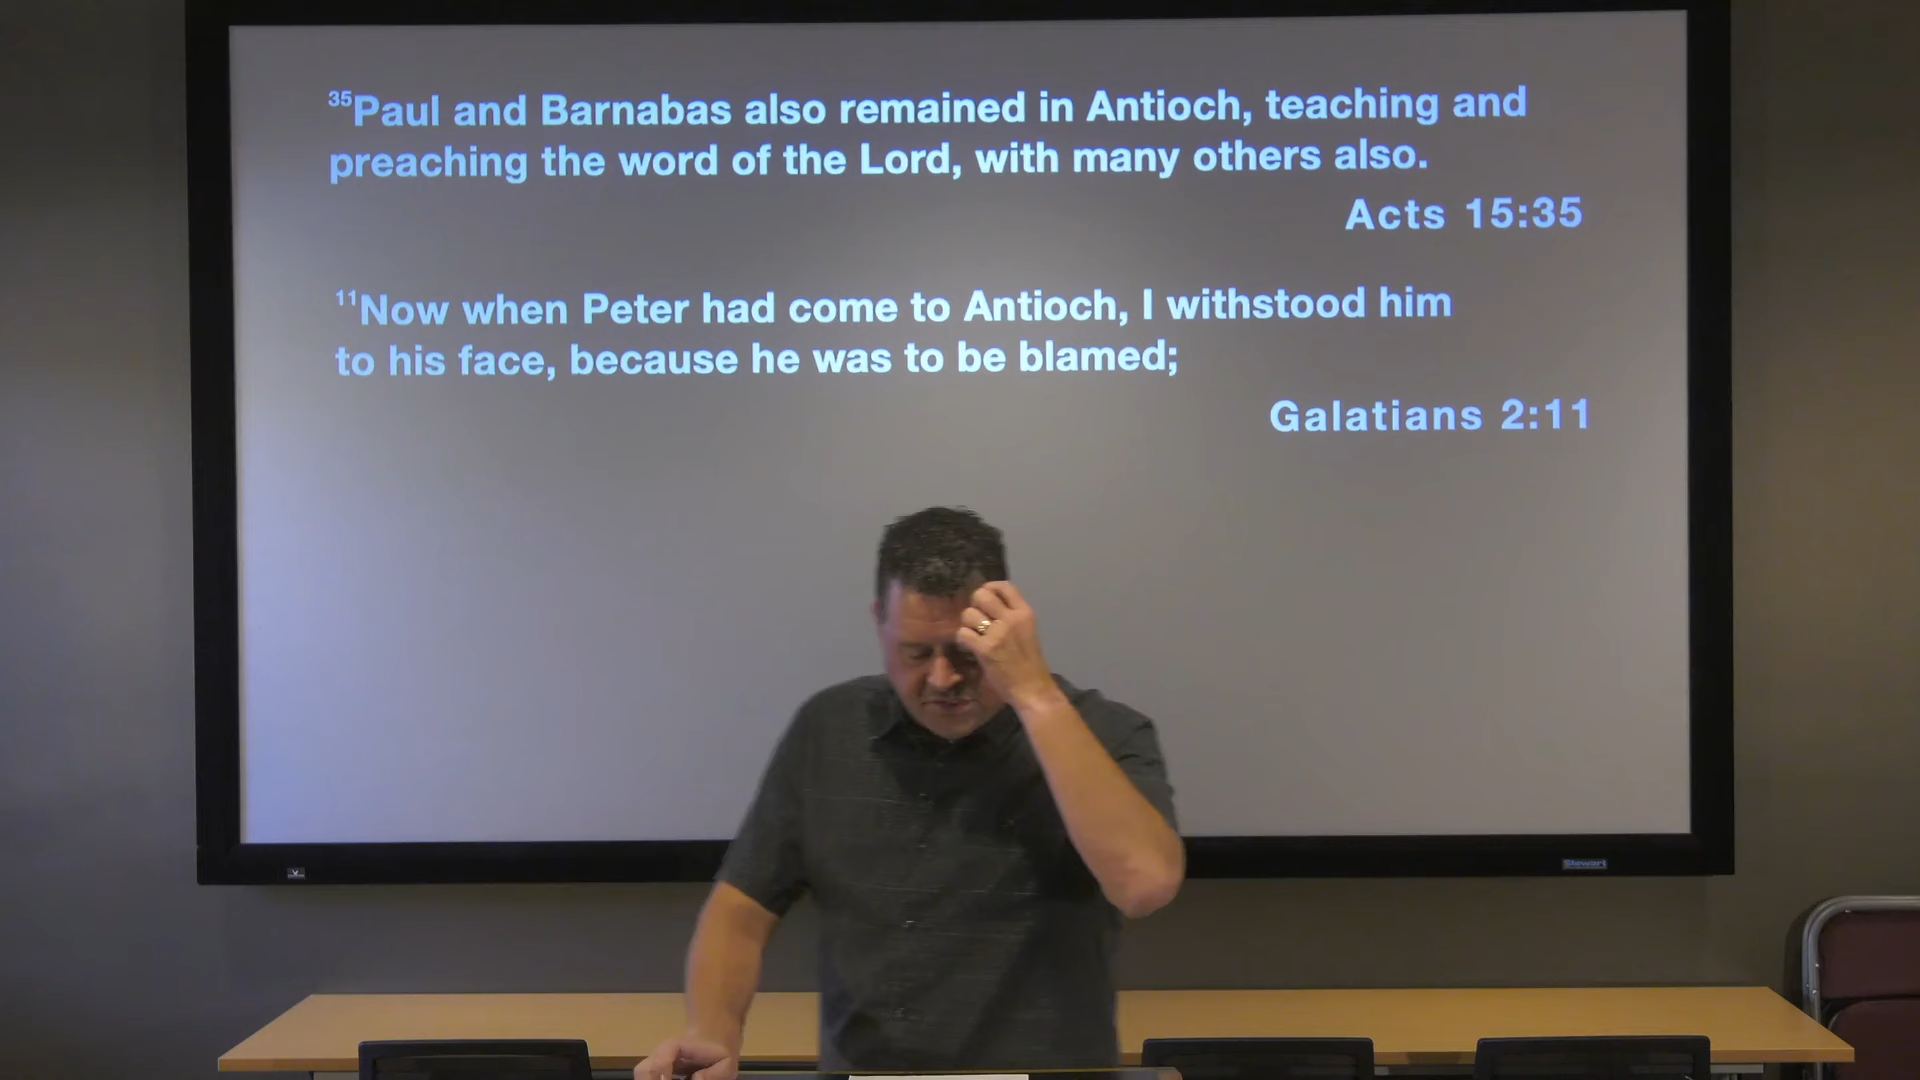 35Paul and Barnabas also remained in Antioch, teaching and
preaching the word of the Lord, with many others also.
Acts 15:35
11Now when Peter had come to Antioch, I withstood him
to his face, because he was to be blamed;
Galatians 2:11
Stewart